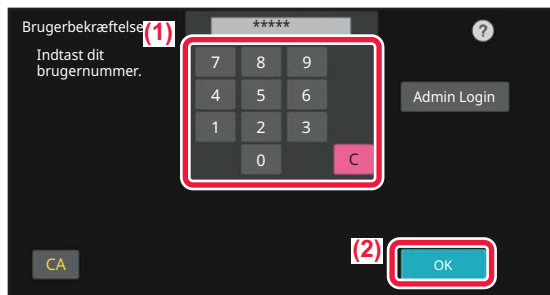 Brugerbekræftelse
(1)
*****
?
Indtast dit
brugernummer.
7 8 9
4 5 6
Admin Login
1 2 3
0 C
(2)
CA
OK